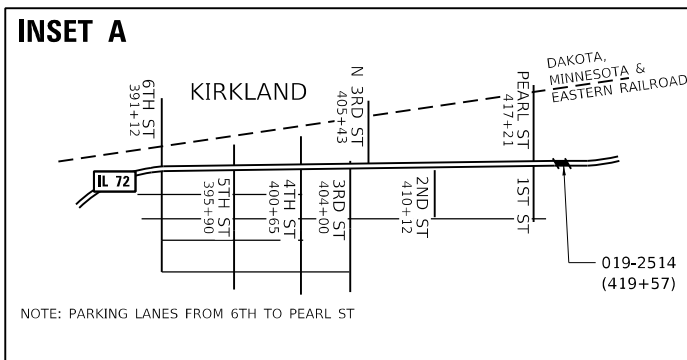 INSET A
DAKOTA,
MINNESOTA &
EASTERN RAILROAD
KIRKLAND
6TH ST
391+12
N 3RD ST
405+43
PEARL ST
417+21
IL 72
5TH ST
395+90
4TH ST
400+65
3RD ST
404+00
2ND ST
410+12
1ST ST
019-2514
(419+57)
NOTE: PARKING LANES FROM 6TH TO PEARL ST